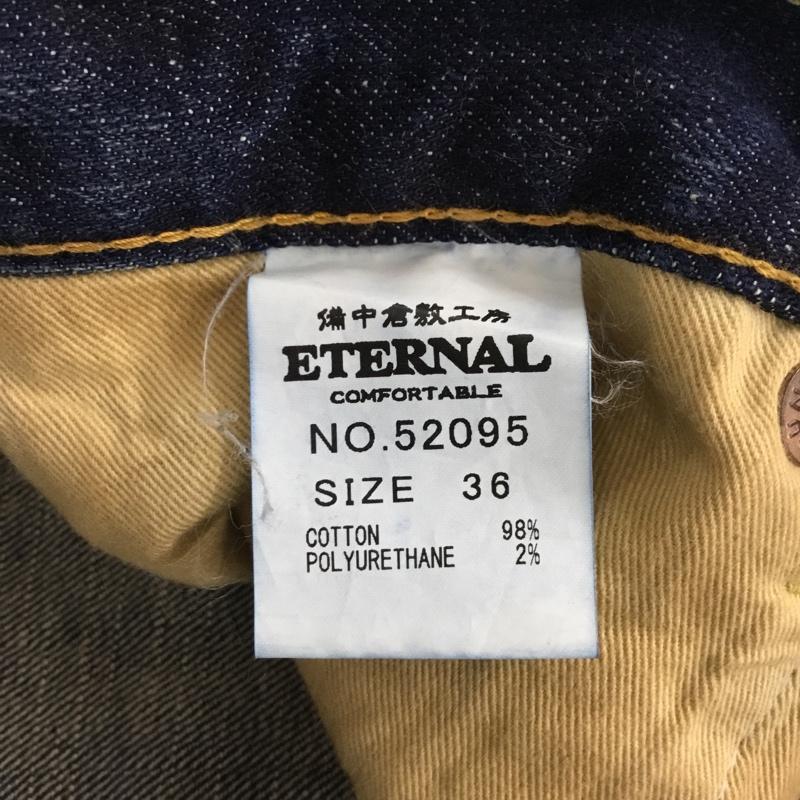 備中倉敷工房
ETERNAL
COMFORTABLE
NO.52095
SIZE 36
COTTON 98%
POLYURETHANE 2%